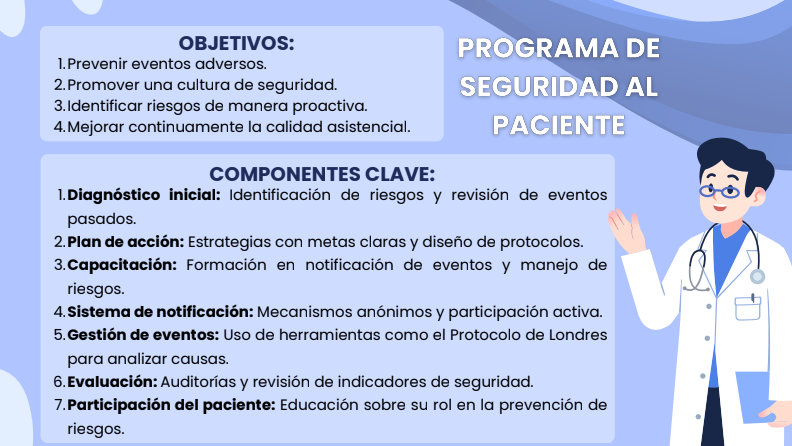 OBJETIVOS:
1. Prevenir eventos adversos.
2. Promover una cultura de seguridad.
3. Identificar riesgos de manera proactiva.
4. Mejorar continuamente la calidad asistencial.
PROGRAMA DE
SEGURIDAD AL
PACIENTE
COMPONENTES CLAVE:
1. Diagnóstico inicial: Identificación de riesgos y revisión de eventos
pasados.
2. Plan de acción: Estrategias con metas claras y diseño de protocolos.
3. Capacitación: Formación en notificación de eventos y manejo de
riesgos.
4. Sistema de notificación: Mecanismos anónimos y participación activa.
5. Gestión de eventos: Uso de herramientas como el Protocolo de Londres
para analizar causas.
6. Evaluación: Auditorías y revisión de indicadores de seguridad.
7. Participación del paciente: Educación sobre su rol en la prevención de
riesgos.